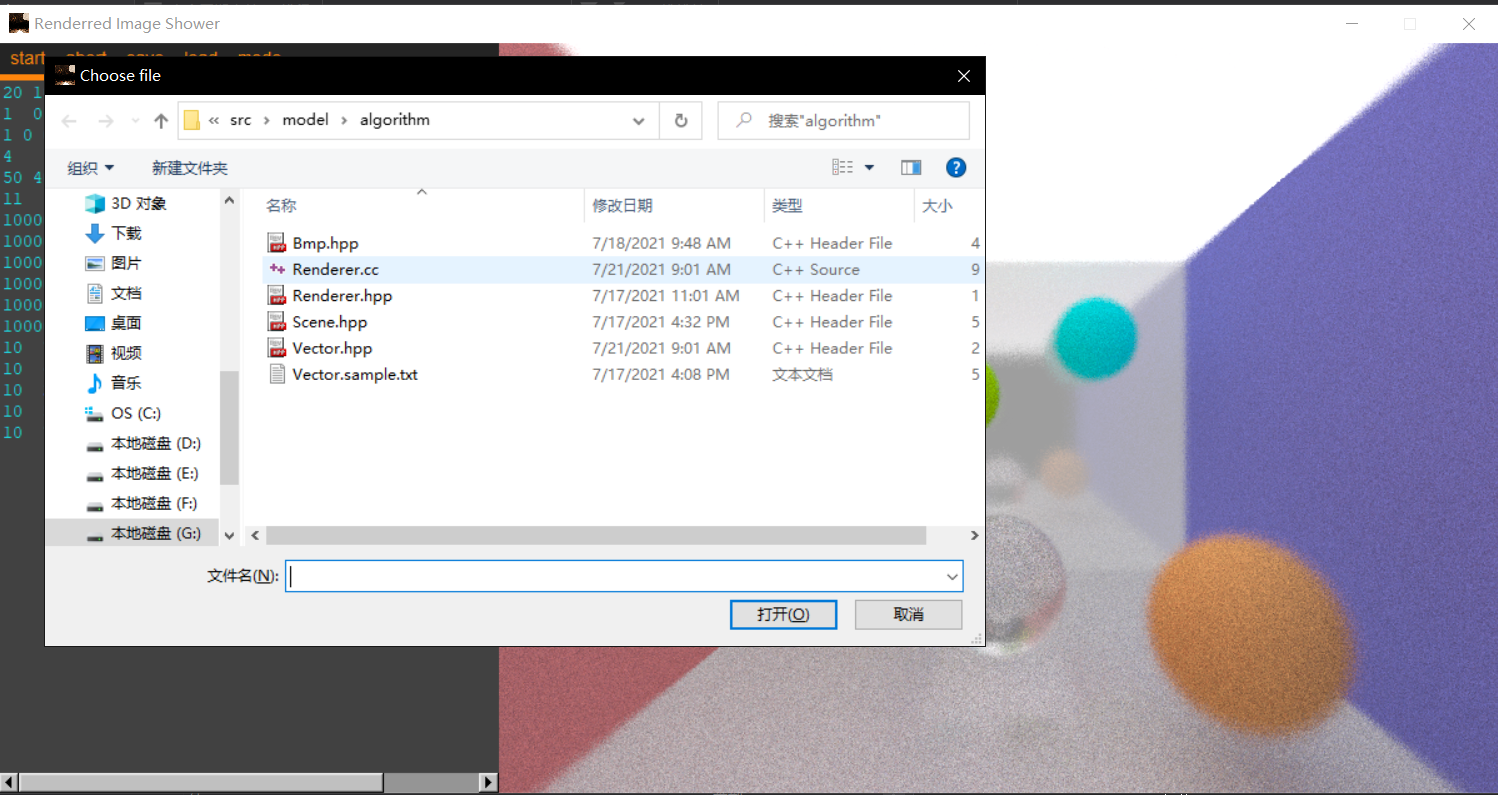 Renderred Image Shower
start
Choose file
20 1
1 0
1 0
4
50 4
11
1000
1000
1000
1000
1000
1000
10
10
10
10
10
« src › model › algorithm
搜索"algorithm"
组织
新建文件夹
3D 对象
下载
图片
文档
桌面
视频
音乐
OS (C:)
本地磁盘 (D:)
本地磁盘 (E:)
本地磁盘 (F:)
本地磁盘 (G:)
名称 修改日期 类型 大小
Bmp.hpp 7/18/2021 9:48 AM C++ Header File 4
Renderer.cc 7/21/2021 9:01 AM C++ Source 9
Renderer.hpp 7/17/2021 11:01 AM C++ Header File 1
Scene.hpp 7/17/2021 4:32 PM C++ Header File 5
Vector.hpp 7/21/2021 9:01 AM C++ Header File 2
Vector.sample.txt 7/17/2021 4:08 PM 文本文档 5
文件名(N):
打开(O) 取消